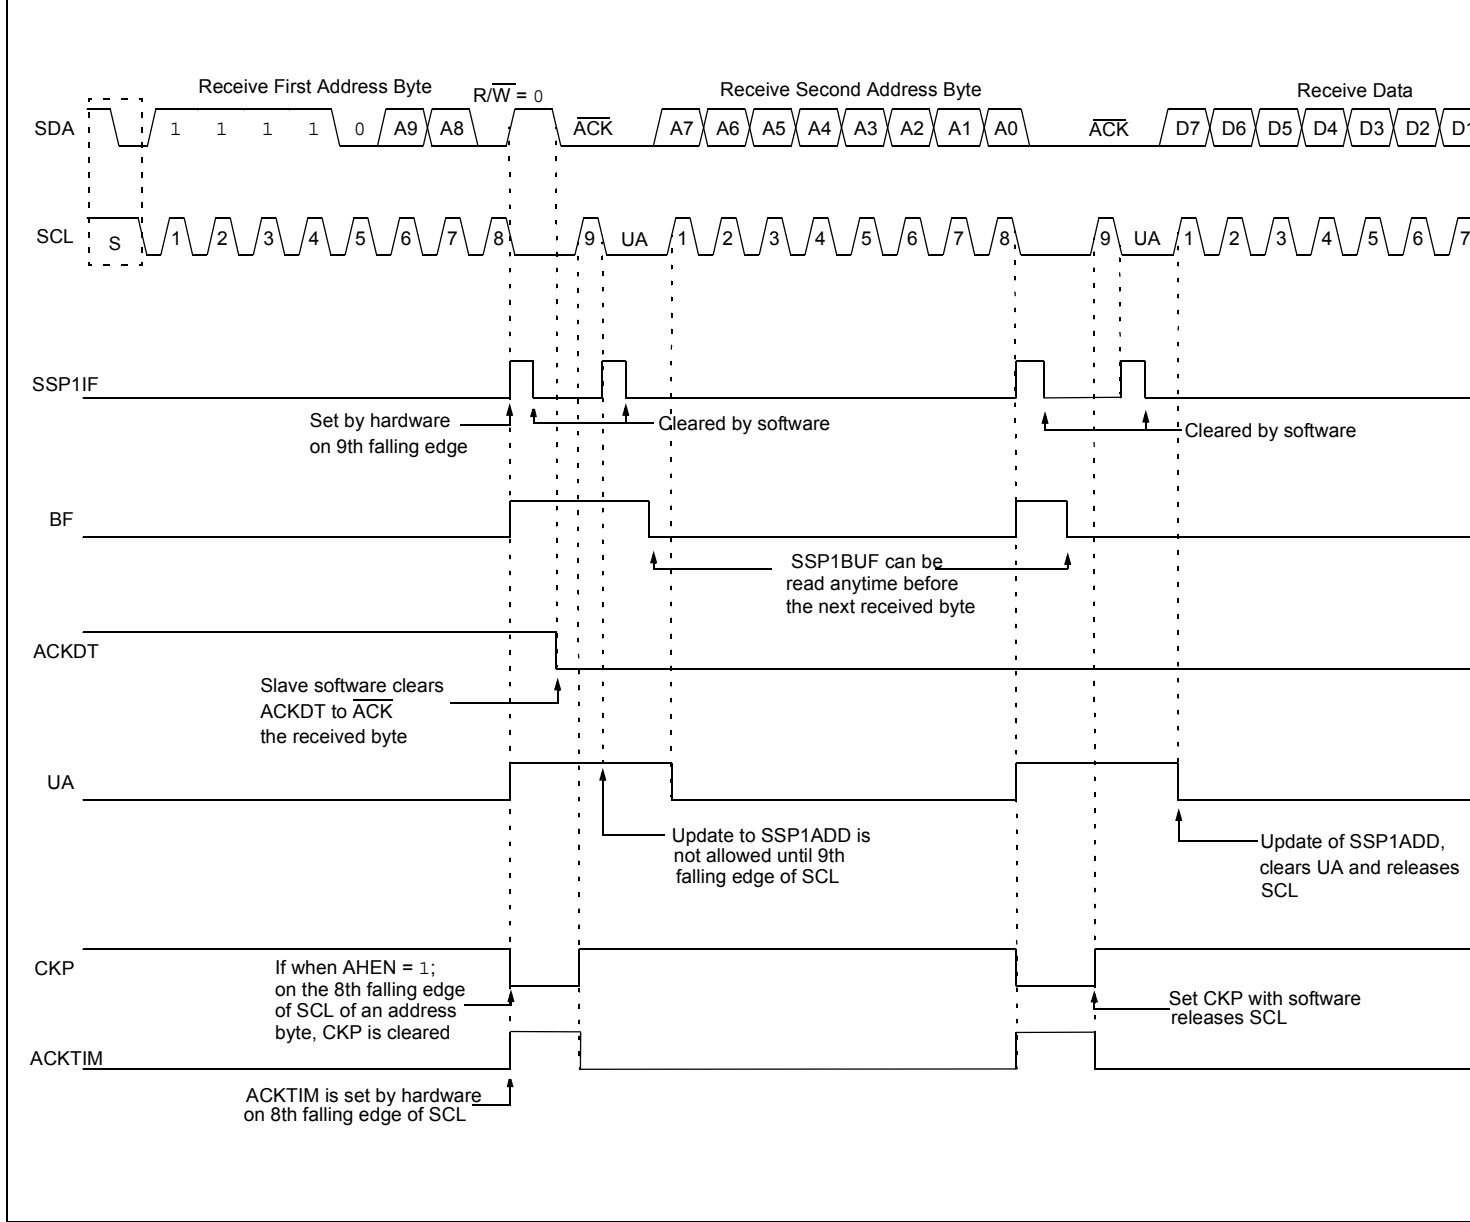 Receive First Address Byte
R/W = 0
Receive Second Address Byte
Receive Data
SDA
1 1 1 1 0 A9 A8
ACK
A7 A6 A5 A4 A3 A2 A1 A0
ACK
D7 D6 D5 D4 D3 D2 D1
SCL
S
1 2 3 4 5 6 7 8 9 UA 1 2 3 4 5 6 7 8 9 UA 1 2 3 4 5 6 7
SSP1IF
Set by hardware
on 9th falling edge
Cleared by software
Cleared by software
BF
SSP1BUF can be
read anytime before
the next received byte
ACKDT
Slave software clears
ACKDT to ACK
the received byte
UA
Update to SSP1ADD is
not allowed until 9th
falling edge of SCL
Update of SSP1ADD,
clears UA and releases
SCL
CKP
If when AHEN = 1;
on the 8th falling edge
of SCL of an address
byte, CKP is cleared
Set CKP with software
releases SCL
ACKTIM
ACKTIM is set by hardware
on 8th falling edge of SCL